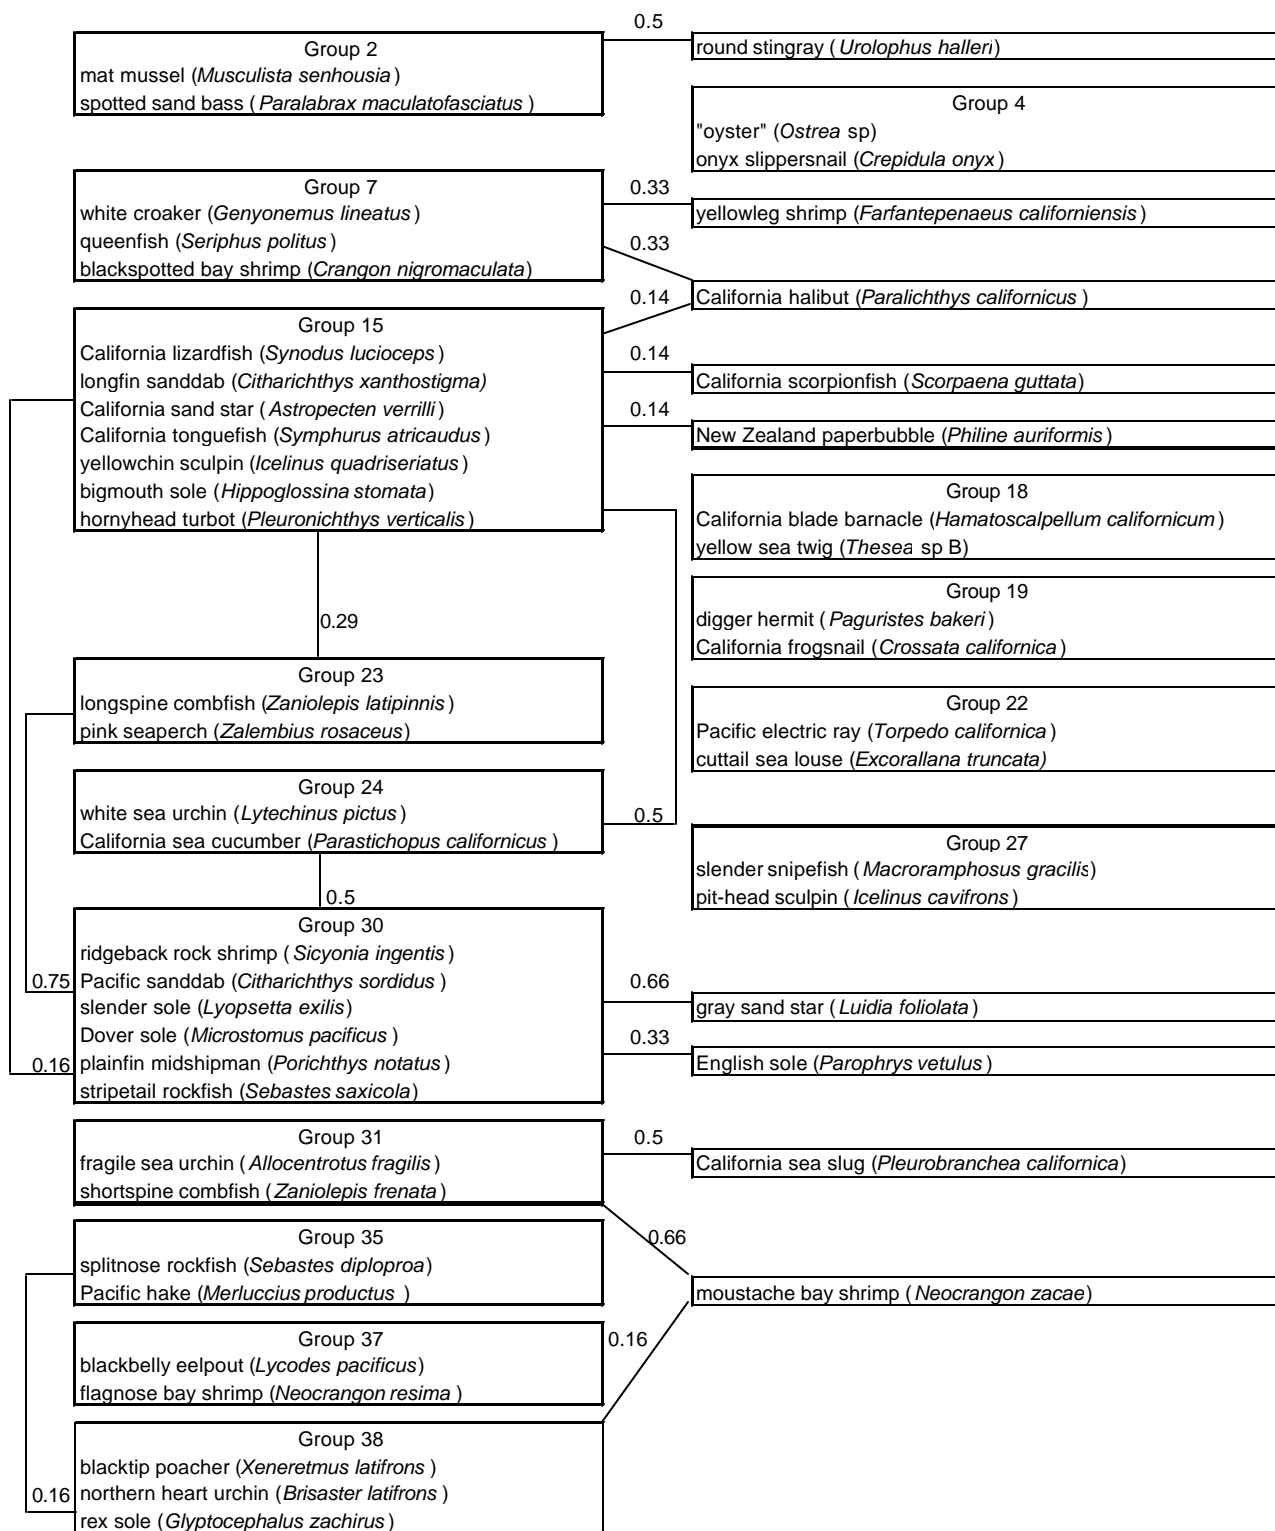 0.5
Group 2
mat mussel (Musculista senhousia)
spotted sand bass (Paralabrax maculatofasciatus)
round stingray (Urolophus halleri)
Group 4
"oyster" (Ostrea sp)
onyx slippersnail (Crepidula onyx)
Group 7
white croaker (Genyonemus lineatus)
queenfish (Seriphus politus)
blackspotted bay shrimp (Crangon nigromaculata)
0.33
yellowleg shrimp (Farfantepenaeus californiensis)
0.33
0.14
California halibut (Paralichthys californicus)
Group 15
California lizardfish (Synodus lucioceps)
longfin sanddab (Citharichthys xanthostigma)
California sand star (Astropecten verrilli)
California tonguefish (Symphurus atricaudus)
yellowchin sculpin (Icelinus quadriseriatus)
bigmouth sole (Hippoglossina stomata)
hornyhead turbot (Pleuronichthys verticalis)
0.14
California scorpionfish (Scorpaena guttata)
0.14
New Zealand paperbubble (Philine auriformis)
Group 18
California blade barnacle (Hamatoscalpellum californicum)
yellow sea twig (Thesea sp B)
Group 19
digger hermit (Paguristes bakeri)
California frogsnail (Crossata californica)
0.29
Group 23
longspine combfish (Zaniolepis latipinnis)
pink seaperch (Zalembius rosaceus)
Group 22
Pacific electric ray (Torpedo californica)
cuttail sea louse (Excorallana truncata)
Group 24
white sea urchin (Lytechinus pictus)
California sea cucumber (Parastichopus californicus)
0.5
Group 27
slender snipefish (Macroramphosus gracilis)
pit-head sculpin (Icelinus cavifrons)
0.5
Group 30
ridgeback rock shrimp (Sicyonia ingentis)
Pacific sanddab (Citharichthys sordidus)
slender sole (Lyopsetta exilis)
Dover sole (Microstomus pacificus)
plainfin midshipman (Porichthys notatus)
stripetail rockfish (Sebastes saxicola)
0.75
0.16
0.66
gray sand star (Luidia foliolata)
0.33
English sole (Parophrys vetulus)
Group 31
fragile sea urchin (Allocentrotus fragilis)
shortspine combfish (Zaniolepis frenata)
0.5
California sea slug (Pleurobranchea californica)
0.66
Group 35
splitnose rockfish (Sebastes diploproa)
Pacific hake (Merluccius productus)
moustache bay shrimp (Neocrangon zacae)
0.16
Group 37
blackbelly eelpout (Lycodes pacificus)
flagnose bay shrimp (Neocrangon resima)
Group 38
blacktip poacher (Xeneretmus latifrons)
northern heart urchin (Brisaster latifrons)
rex sole (Glyptocephalus zachirus)
0.16